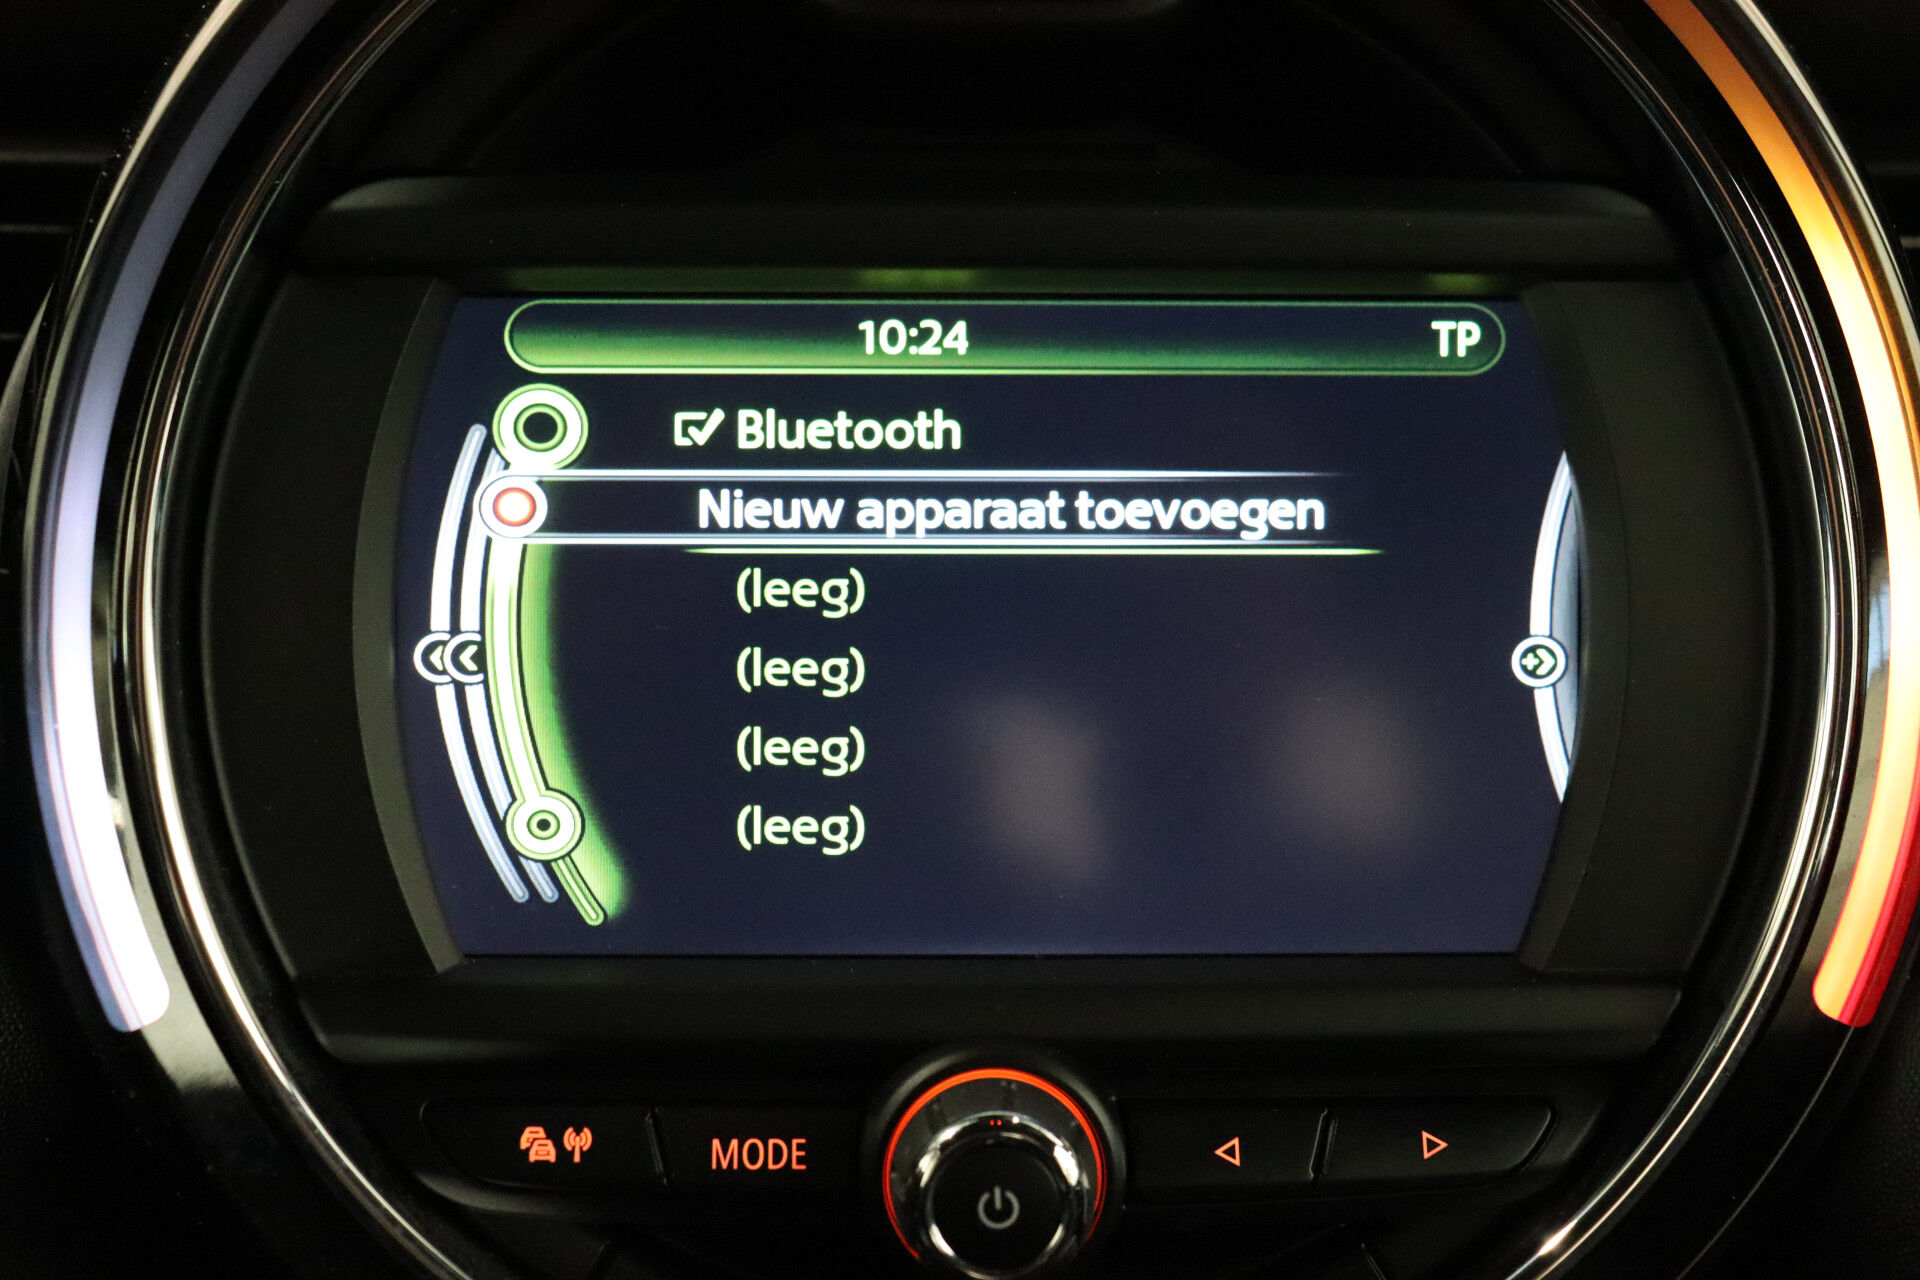 10:24 TP
Bluetooth
Nieuw apparaat toevoegen
(leeg)
(leeg)
(leeg)
(leeg)
MODE